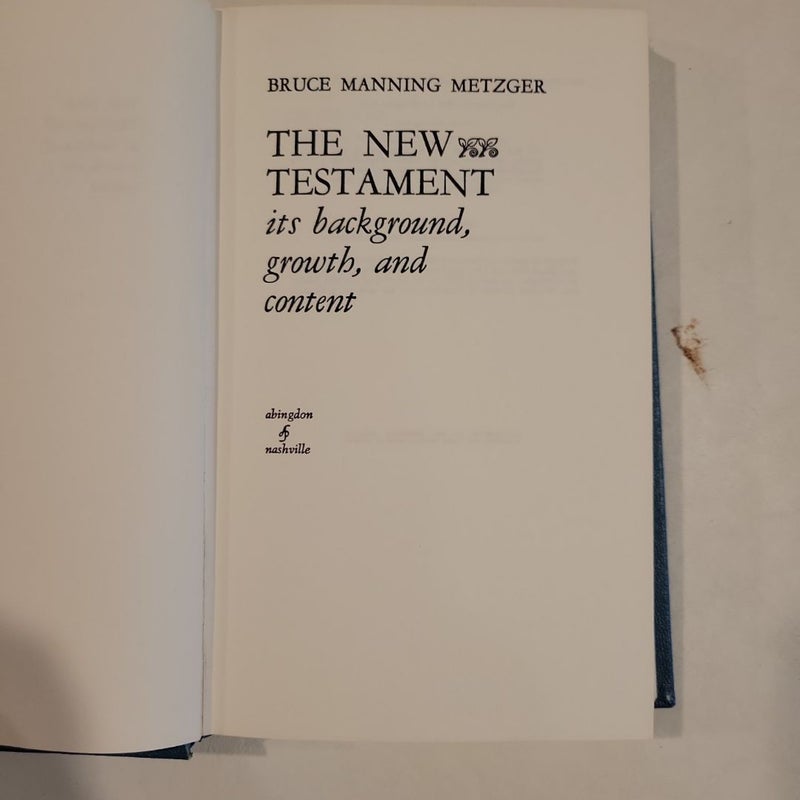 BRUCE MANNING METZGER
THE NEW
TESTAMENT
its background,
growth, and
content
abingdon
nashville